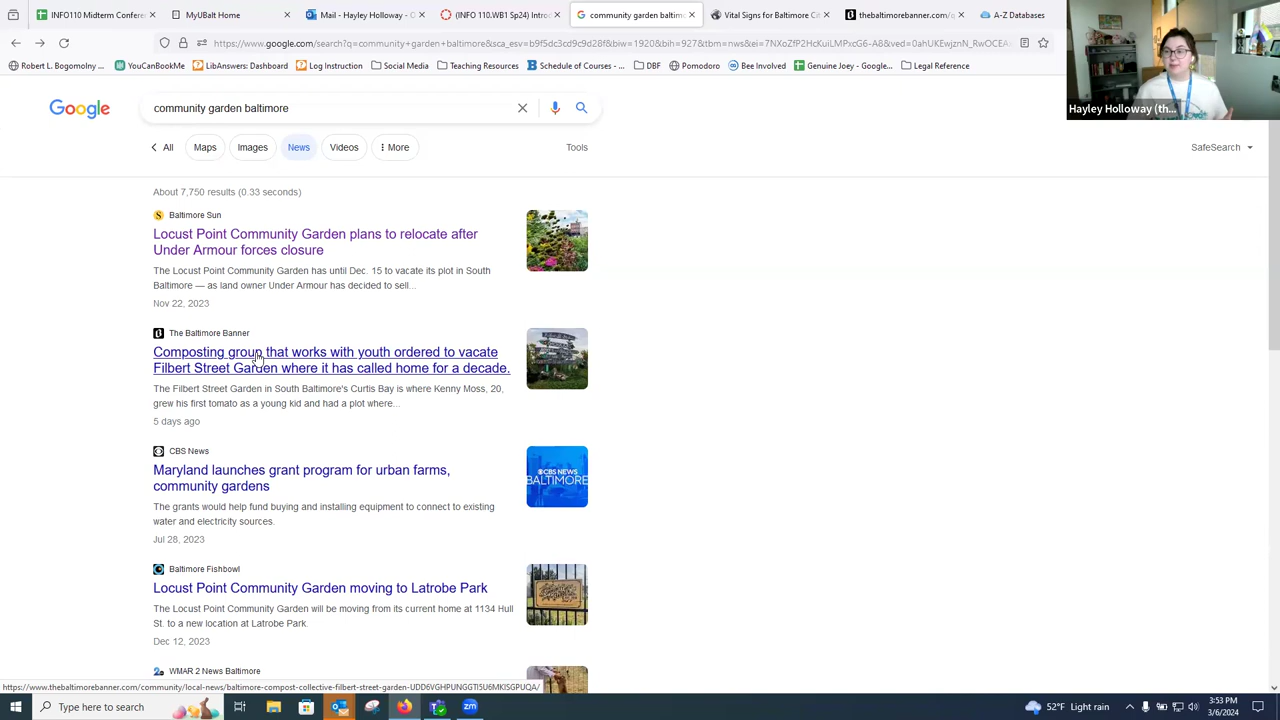 INFO110 Midterm Ch
MyUBalt Home
Mail - Hayley Holloway - O
(INFO 110.WB1 Sp24) Intro
community garden baltim
Vital Signs for Baltimore Ci
thebaltimorebanner.com/q
A-Z Databases
Robert L. Bogomolny ...
YouCanBookMe
LibAnswers: Dashboard
Log Instruction
Social Media
Teaching Resources
Schedule of Courses - ...
DBF
Pomodoro
Bee Involved
Genuine Joey - Google...
Legal Reference
Hayley Holloway (th...
Google
community garden baltimore
All
Maps
Images
News
Videos
More
Tools
SafeSearch
About 7,750 results (0.33 seconds)
Baltimore Sun
Locust Point Community Garden plans to relocate after
Under Armour forces closure
The Locust Point Community Garden has until Dec. 15 to vacate its plot in South
Baltimore — as land owner Under Armour has decided to sell...
Nov 22, 2023
The Baltimore Banner
Composting group that works with youth ordered to vacate
Filbert Street Garden where it has called home for a decade.
The Filbert Street Garden in South Baltimore's Curtis Bay is where Kenny Moss, 20,
grew his first tomato as a young kid and had a plot where...
5 days ago
CBS News
Maryland launches grant program for urban farms,
community gardens
The grants would help fund buying and installing equipment to connect to existing
water and electricity sources.
Jul 28, 2023
CBS NEWS
BALTIMORE
Baltimore Fishbowl
Locust Point Community Garden moving to Latrobe Park
The Locust Point Community Garden will be moving from its current home at 1134 Hull
St. to a new location at Latrobe Park.
Dec 12, 2023
WMAR 2 News Baltimore
Type here to search
52°F Light rain
3:53 PM
3/6/2024